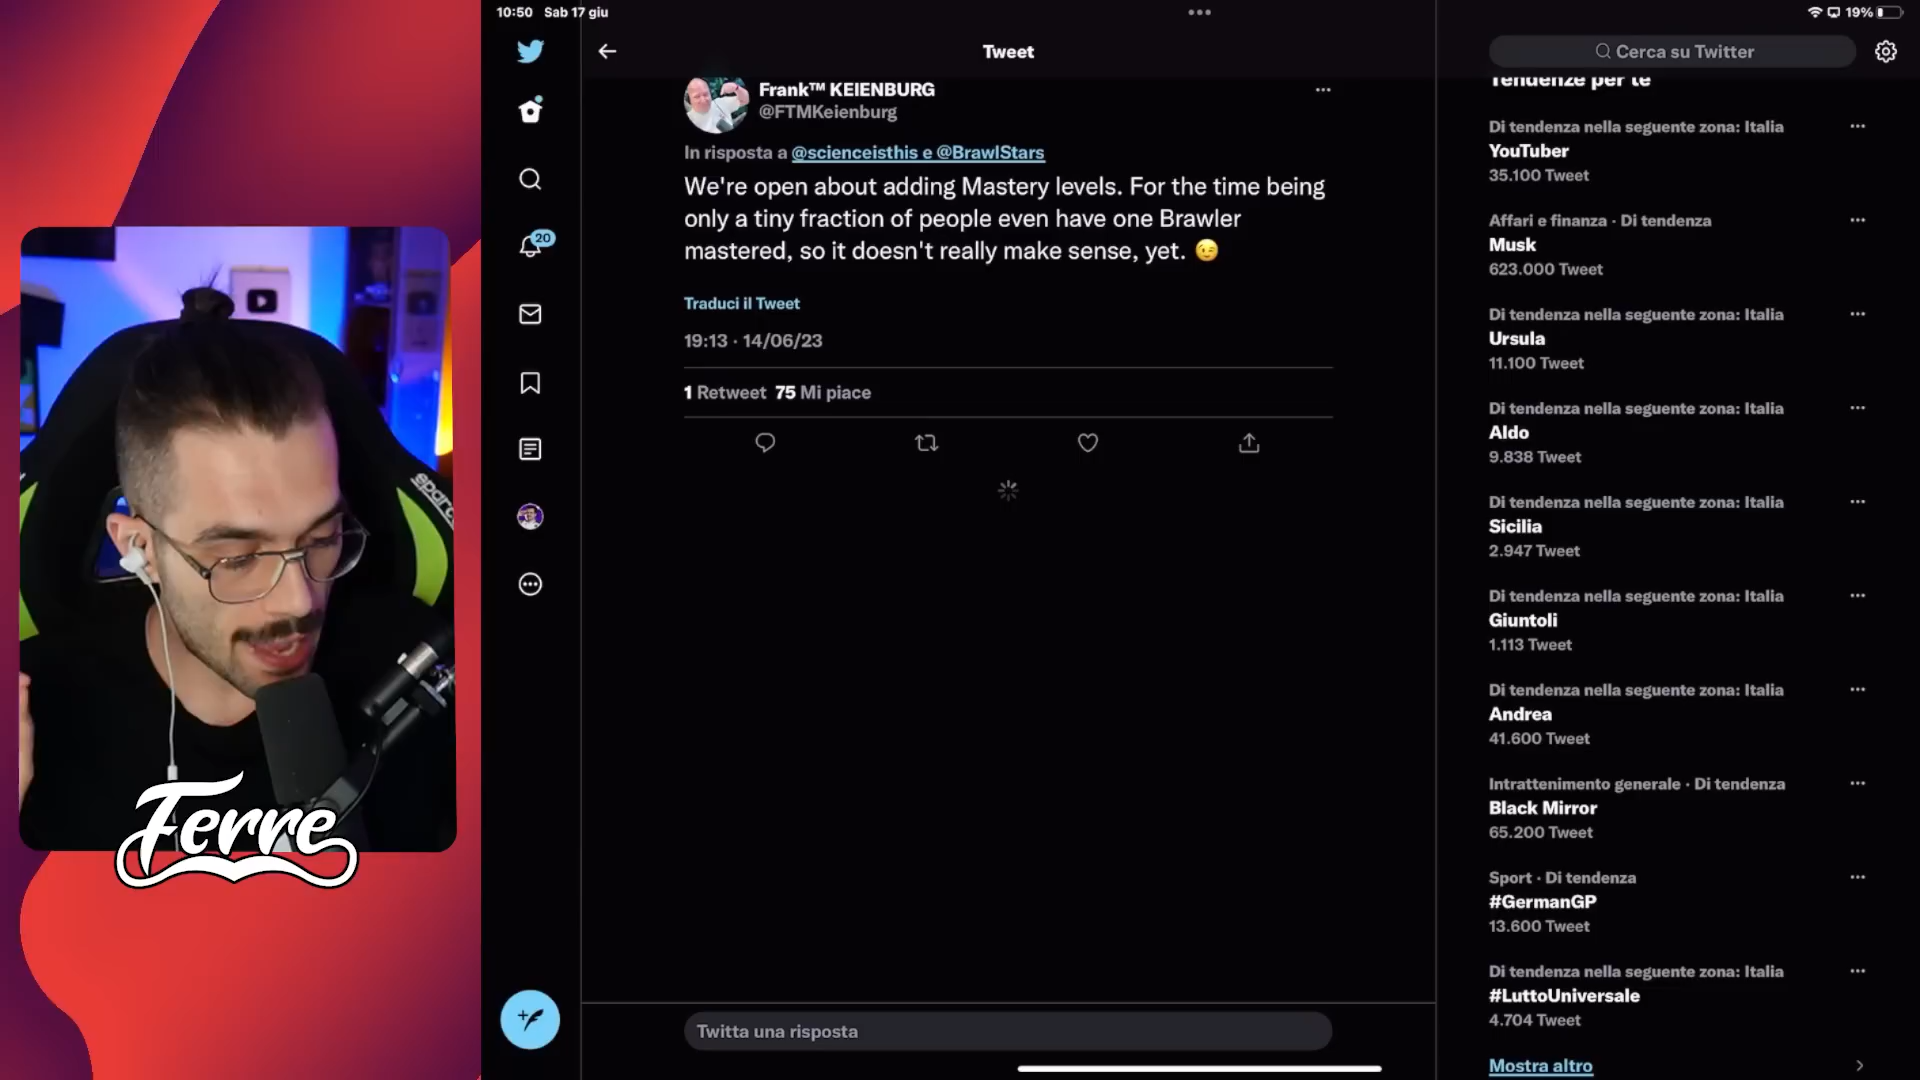 10:50 Sab 17 giu
19%
Tweet
Cerca su Twitter
20
Frank™ KEIENBURG
@FTMKeienburg
In risposta a @scienceisthis e @BrawlStars
We're open about adding Mastery levels. For the time being
only a tiny fraction of people even have one Brawler
mastered, so it doesn't really make sense, yet. 😉
Traduci il Tweet
19:13 · 14/06/23
1 Retweet 75 Mi piace
Twitta una risposta
Tendenze per te
Di tendenza nella seguente zona: Italia
YouTuber
35.100 Tweet
Affari e finanza · Di tendenza
Musk
623.000 Tweet
Di tendenza nella seguente zona: Italia
Ursula
11.100 Tweet
Di tendenza nella seguente zona: Italia
Aldo
9.838 Tweet
Di tendenza nella seguente zona: Italia
Sicilia
2.947 Tweet
Di tendenza nella seguente zona: Italia
Giuntoli
1.113 Tweet
Di tendenza nella seguente zona: Italia
Andrea
41.600 Tweet
Intrattenimento generale · Di tendenza
Black Mirror
65.200 Tweet
Sport · Di tendenza
#GermanGP
13.600 Tweet
Di tendenza nella seguente zona: Italia
#LuttoUniversale
4.704 Tweet
Mostra altro
sparco
Ferre